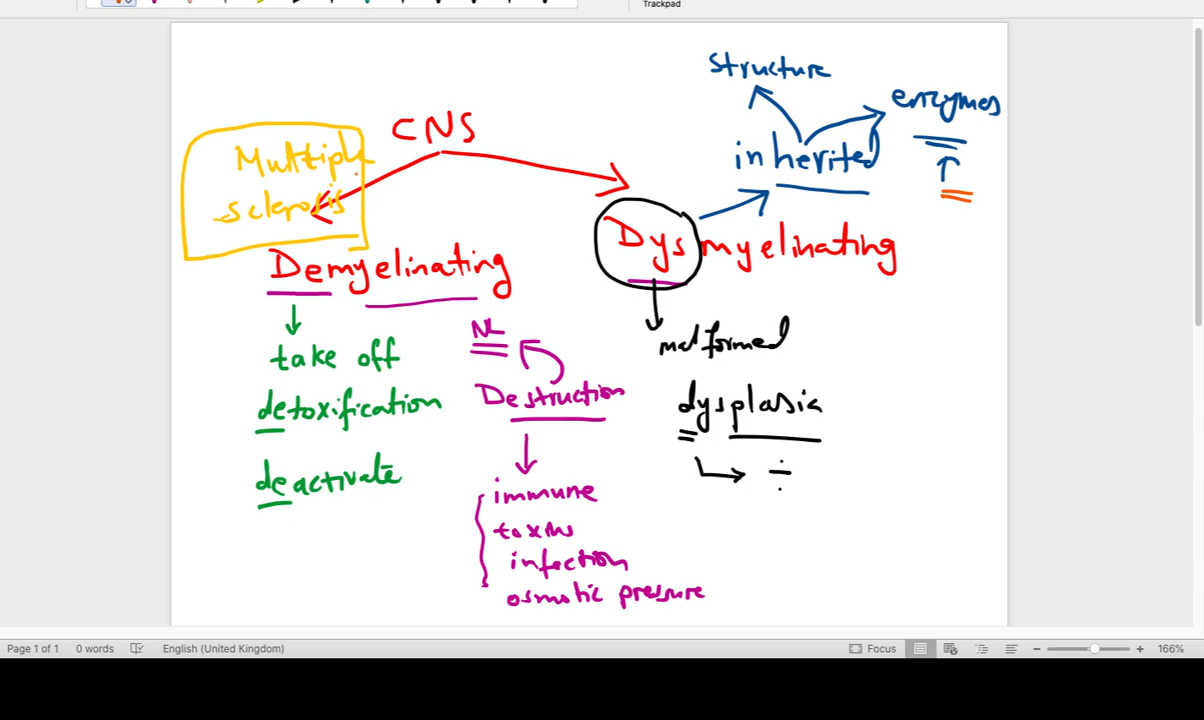 Trackpad
structure
enzymes
CNS
inherited
Multiple
sclerosis
Dysmyelinating
Demyelinating
NL
malformed
take off
Destruction
detoxification
dysplasia
÷
deactivate
immune
toxins
infection
osmotic pressure
Page 1 of 1 0 words English (United Kingdom) Focus 166%